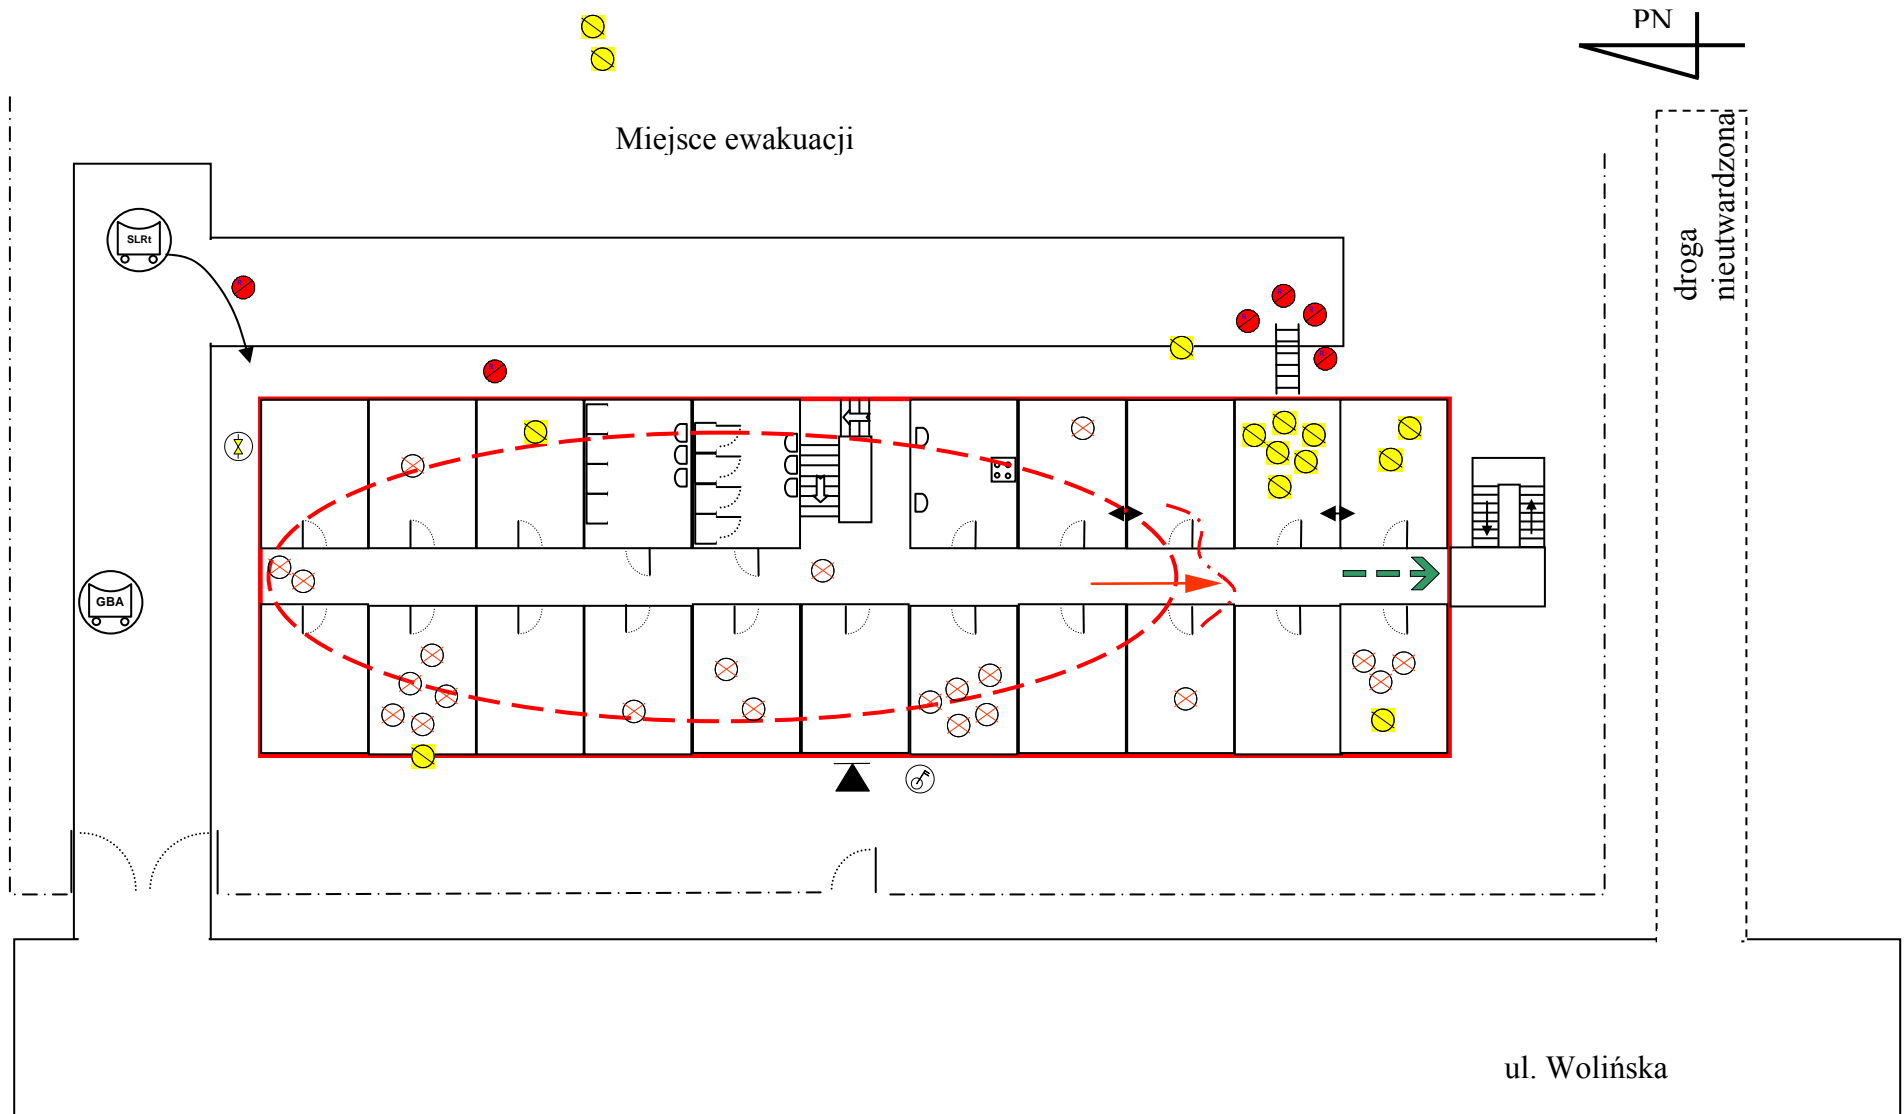 PN
Miejsce ewakuacji
droga
nieutwardzona
SLRt
GBA
ul. Wolińska